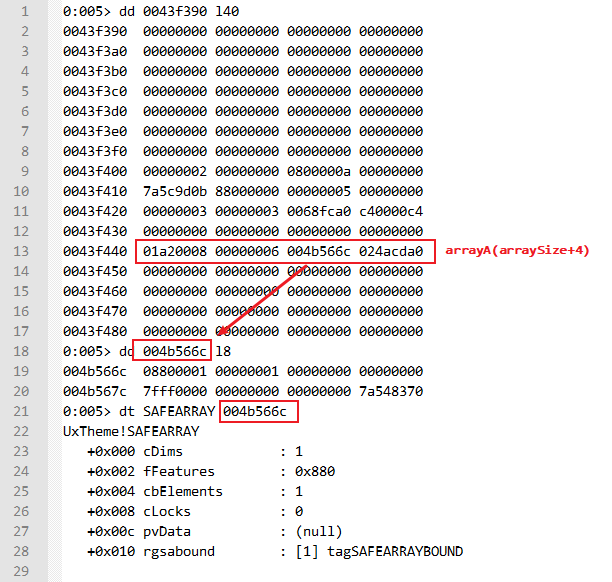 1 0:005> dd 0043f390 l40
2 0043f390 00000000 00000000 00000000 00000000
3 0043f3a0 00000000 00000000 00000000 00000000
4 0043f3b0 00000000 00000000 00000000 00000000
5 0043f3c0 00000000 00000000 00000000 00000000
6 0043f3d0 00000000 00000000 00000000 00000000
7 0043f3e0 00000000 00000000 00000000 00000000
8 0043f3f0 00000000 00000000 00000000 00000000
9 0043f400 00000002 00000000 0800000a 00000000
10 0043f410 7a5c9d0b 88000000 00000005 00000000
11 0043f420 00000003 00000003 0068fca0 c40000c4
12 0043f430 00000000 00000000 00000000 00000000
13 0043f440 01a20008 00000006 004b566c 024acda0 arrayA(arraySize+4)
14 0043f450 00000000 00000000 00000000 00000000
15 0043f460 00000000 00000000 00000000 00000000
16 0043f470 00000000 00000000 00000000 00000000
17 0043f480 00000000 00000000 00000000 00000000
18 0:005> dd 004b566c l8
19 004b566c 08800001 00000001 00000000 00000000
20 004b567c 7fff0000 00000000 00000000 7a548370
21 0:005> dt SAFEARRAY 004b566c
22 UxTheme!SAFEARRAY
23 +0x000 cDims : 1
24 +0x002 fFeatures : 0x880
25 +0x004 cbElements : 1
26 +0x008 cLocks : 0
27 +0x00c pvData : (null)
28 +0x010 rgsabound : [1] tagSAFEARRAYBOUND
29